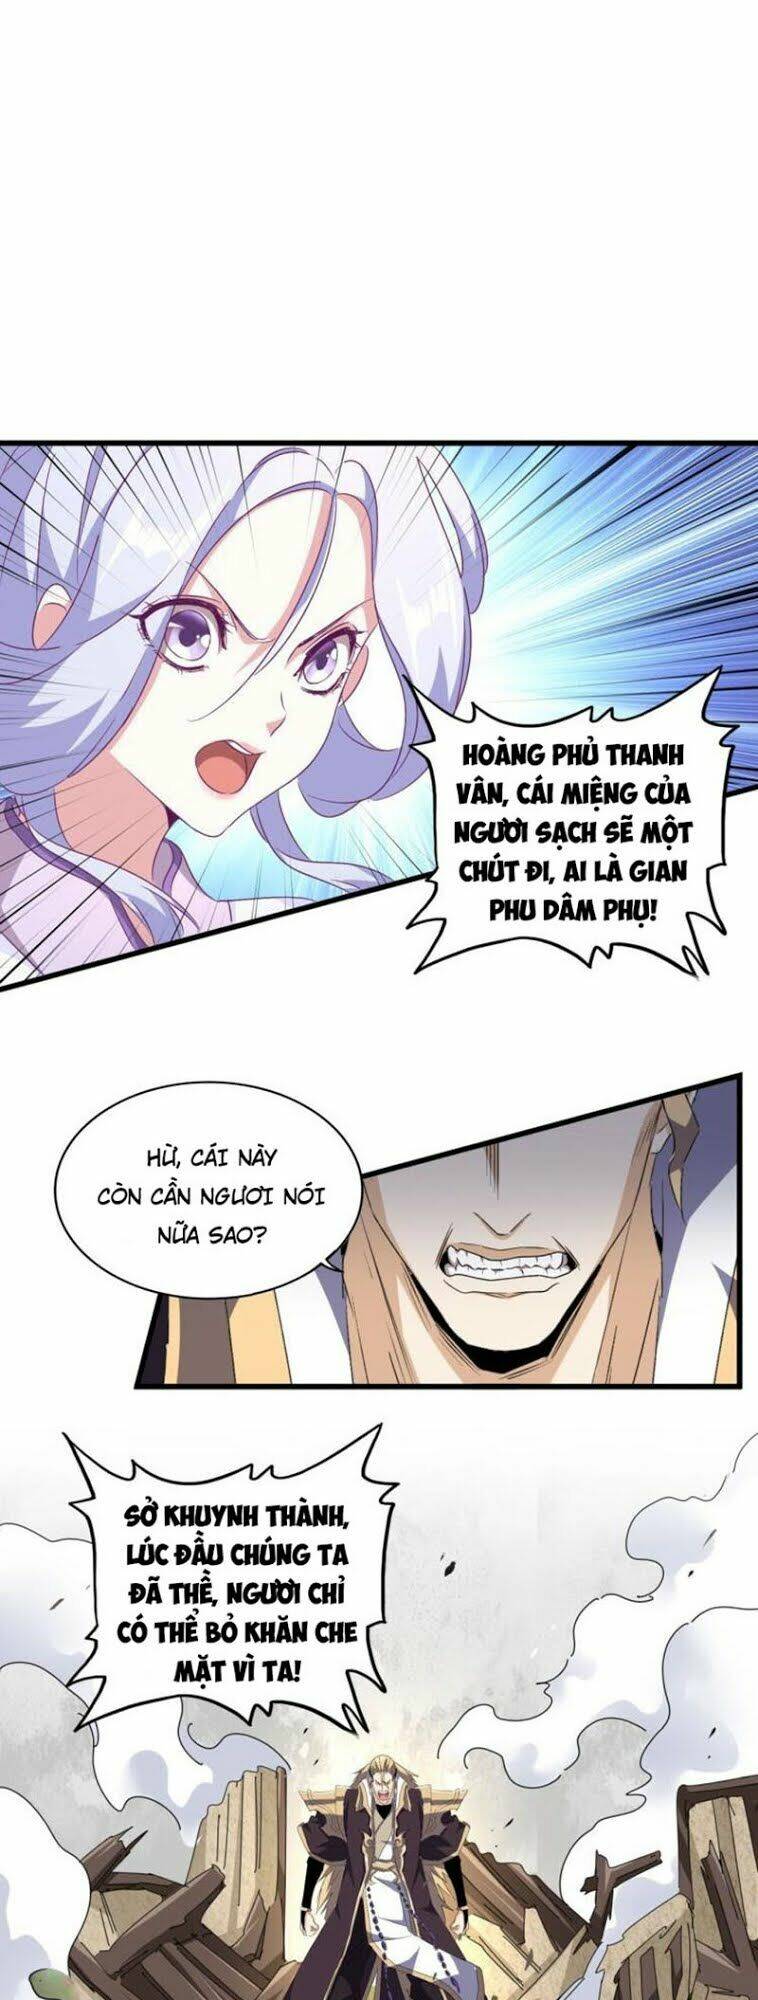 HOÀNG PHỦ THANH
VÂN, CÁI MIỆNG CỦA
NGƯƠI SẠCH SẼ MỘT
CHÚT ĐI, AI LÀ GIAN
PHU DÂM PHỤ!
HỪ, CÁI NÀY
CÒN CẦN NGƯƠI NÓI
NỮA SAO?
SỞ KHUYNH THÀNH,
LÚC ĐẦU CHÚNG TA
ĐÃ THỀ, NGƯƠI CHỈ
CÓ THỂ BỎ KHĂN CHE
MẶT VÌ TA!